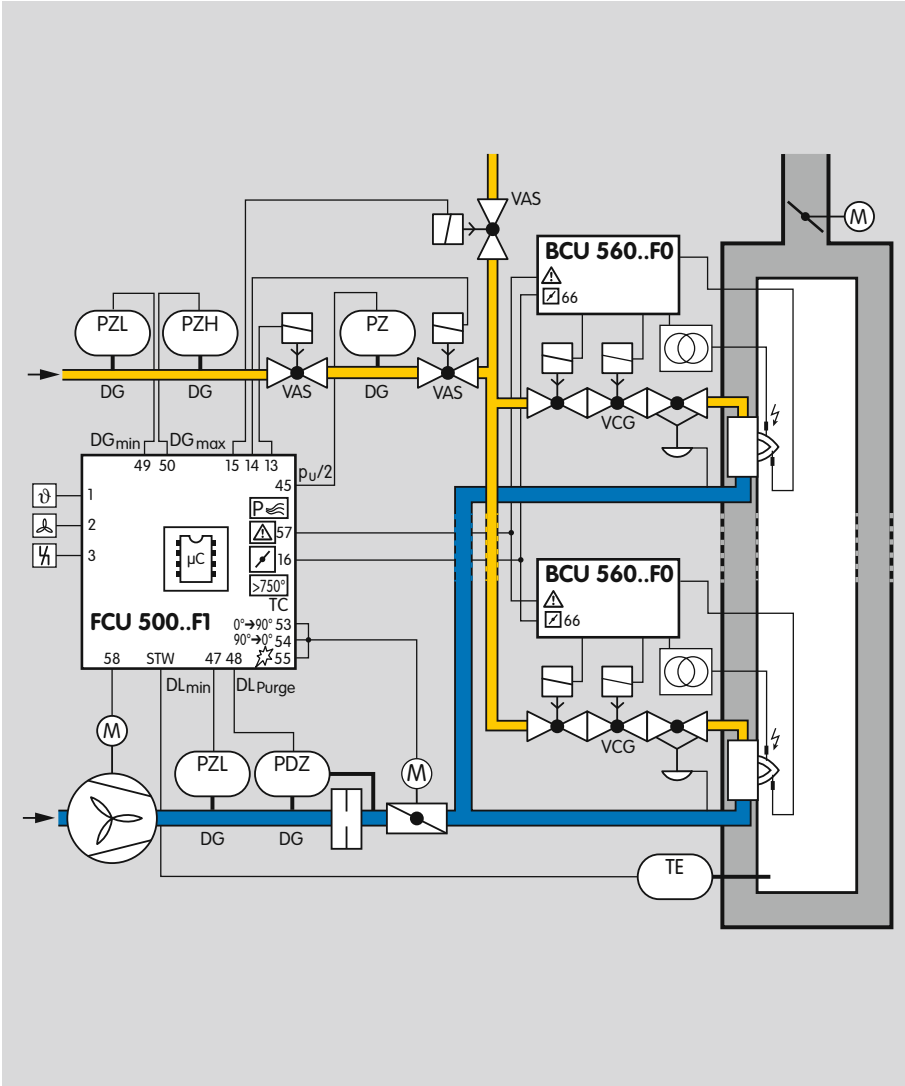 VAS
M
BCU 560..F0
66
PZL
PZH
PZ
DG
DG
VAS
DG
VAS
VCG
DGmin
DGmax
49 50
15 14 13
pu/2
45
ϑ
1
P
2
57
3
µC
16
>750°
TC
FCU 500..F1
0°→90° 53
90°→0° 54
55
58
STW
47 48
DLmin
DLPurge
BCU 560..F0
66
M
PZL
PDZ
M
VCG
DG
DG
TE